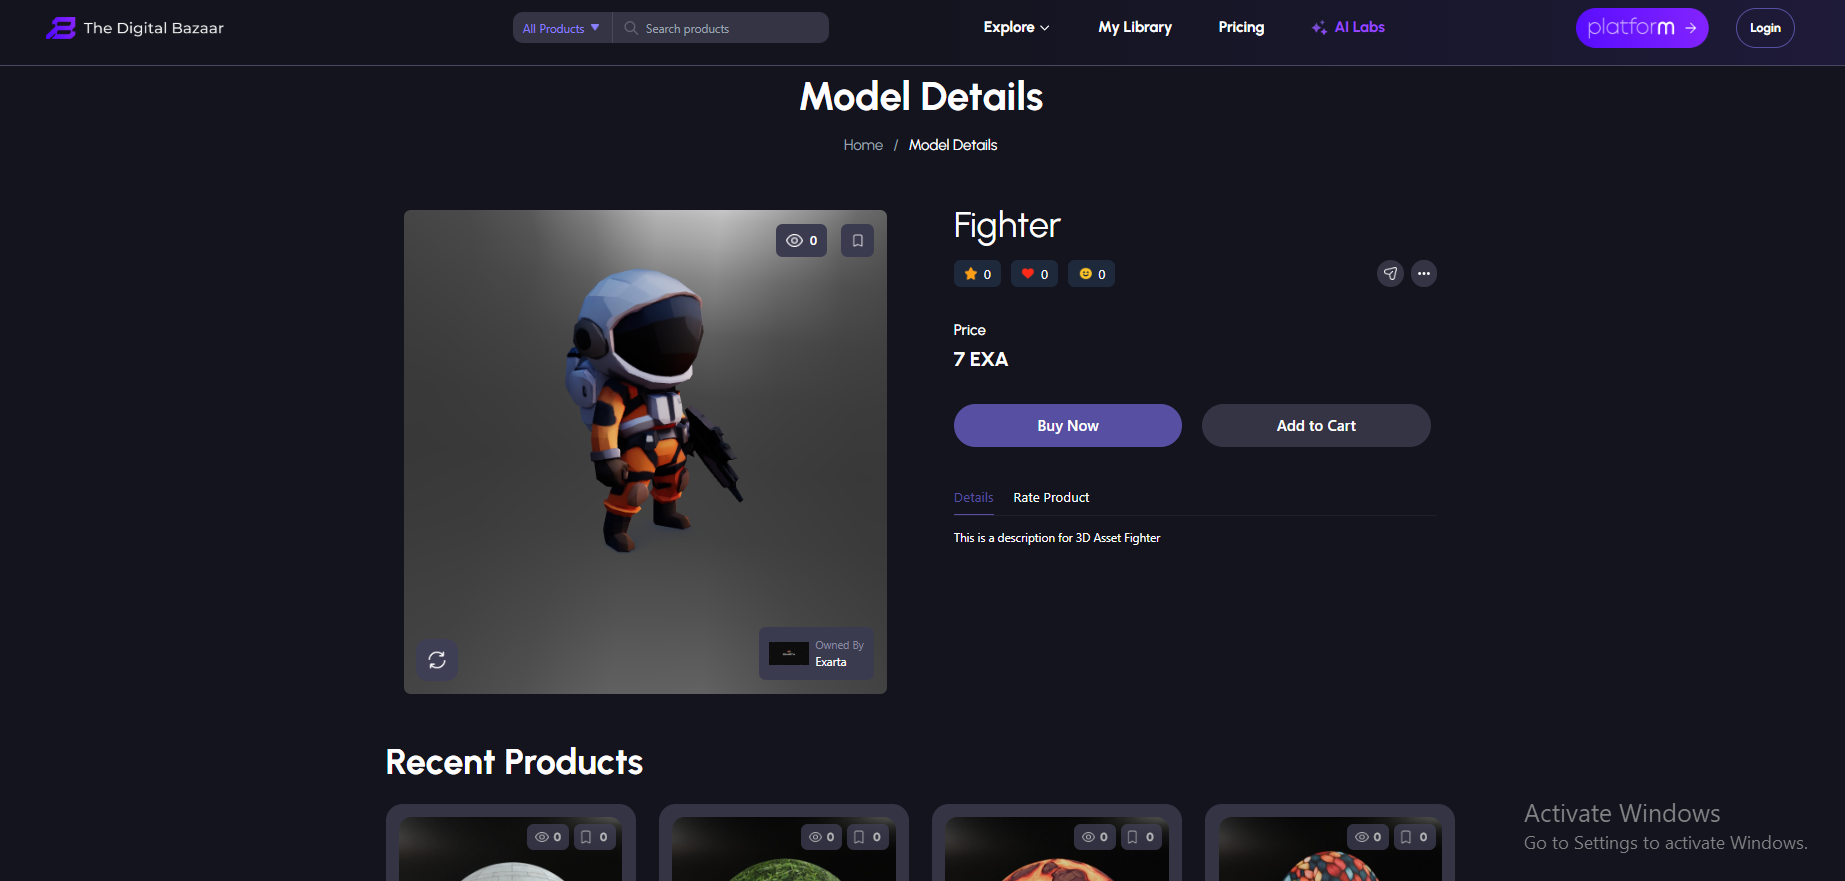 The Digital Bazaar
All Products
Search products
Explore
My Library
Pricing
AI Labs
platform
Login
Model Details
Home / Model Details
0
Fighter
0 0 0
Price
7 EXA
Buy Now
Add to Cart
Details
Rate Product
This is a description for 3D Asset Fighter
Owned By
Exarta
Recent Products
0 0
0 0
0 0
0 0
Activate Windows
Go to Settings to activate Windows.